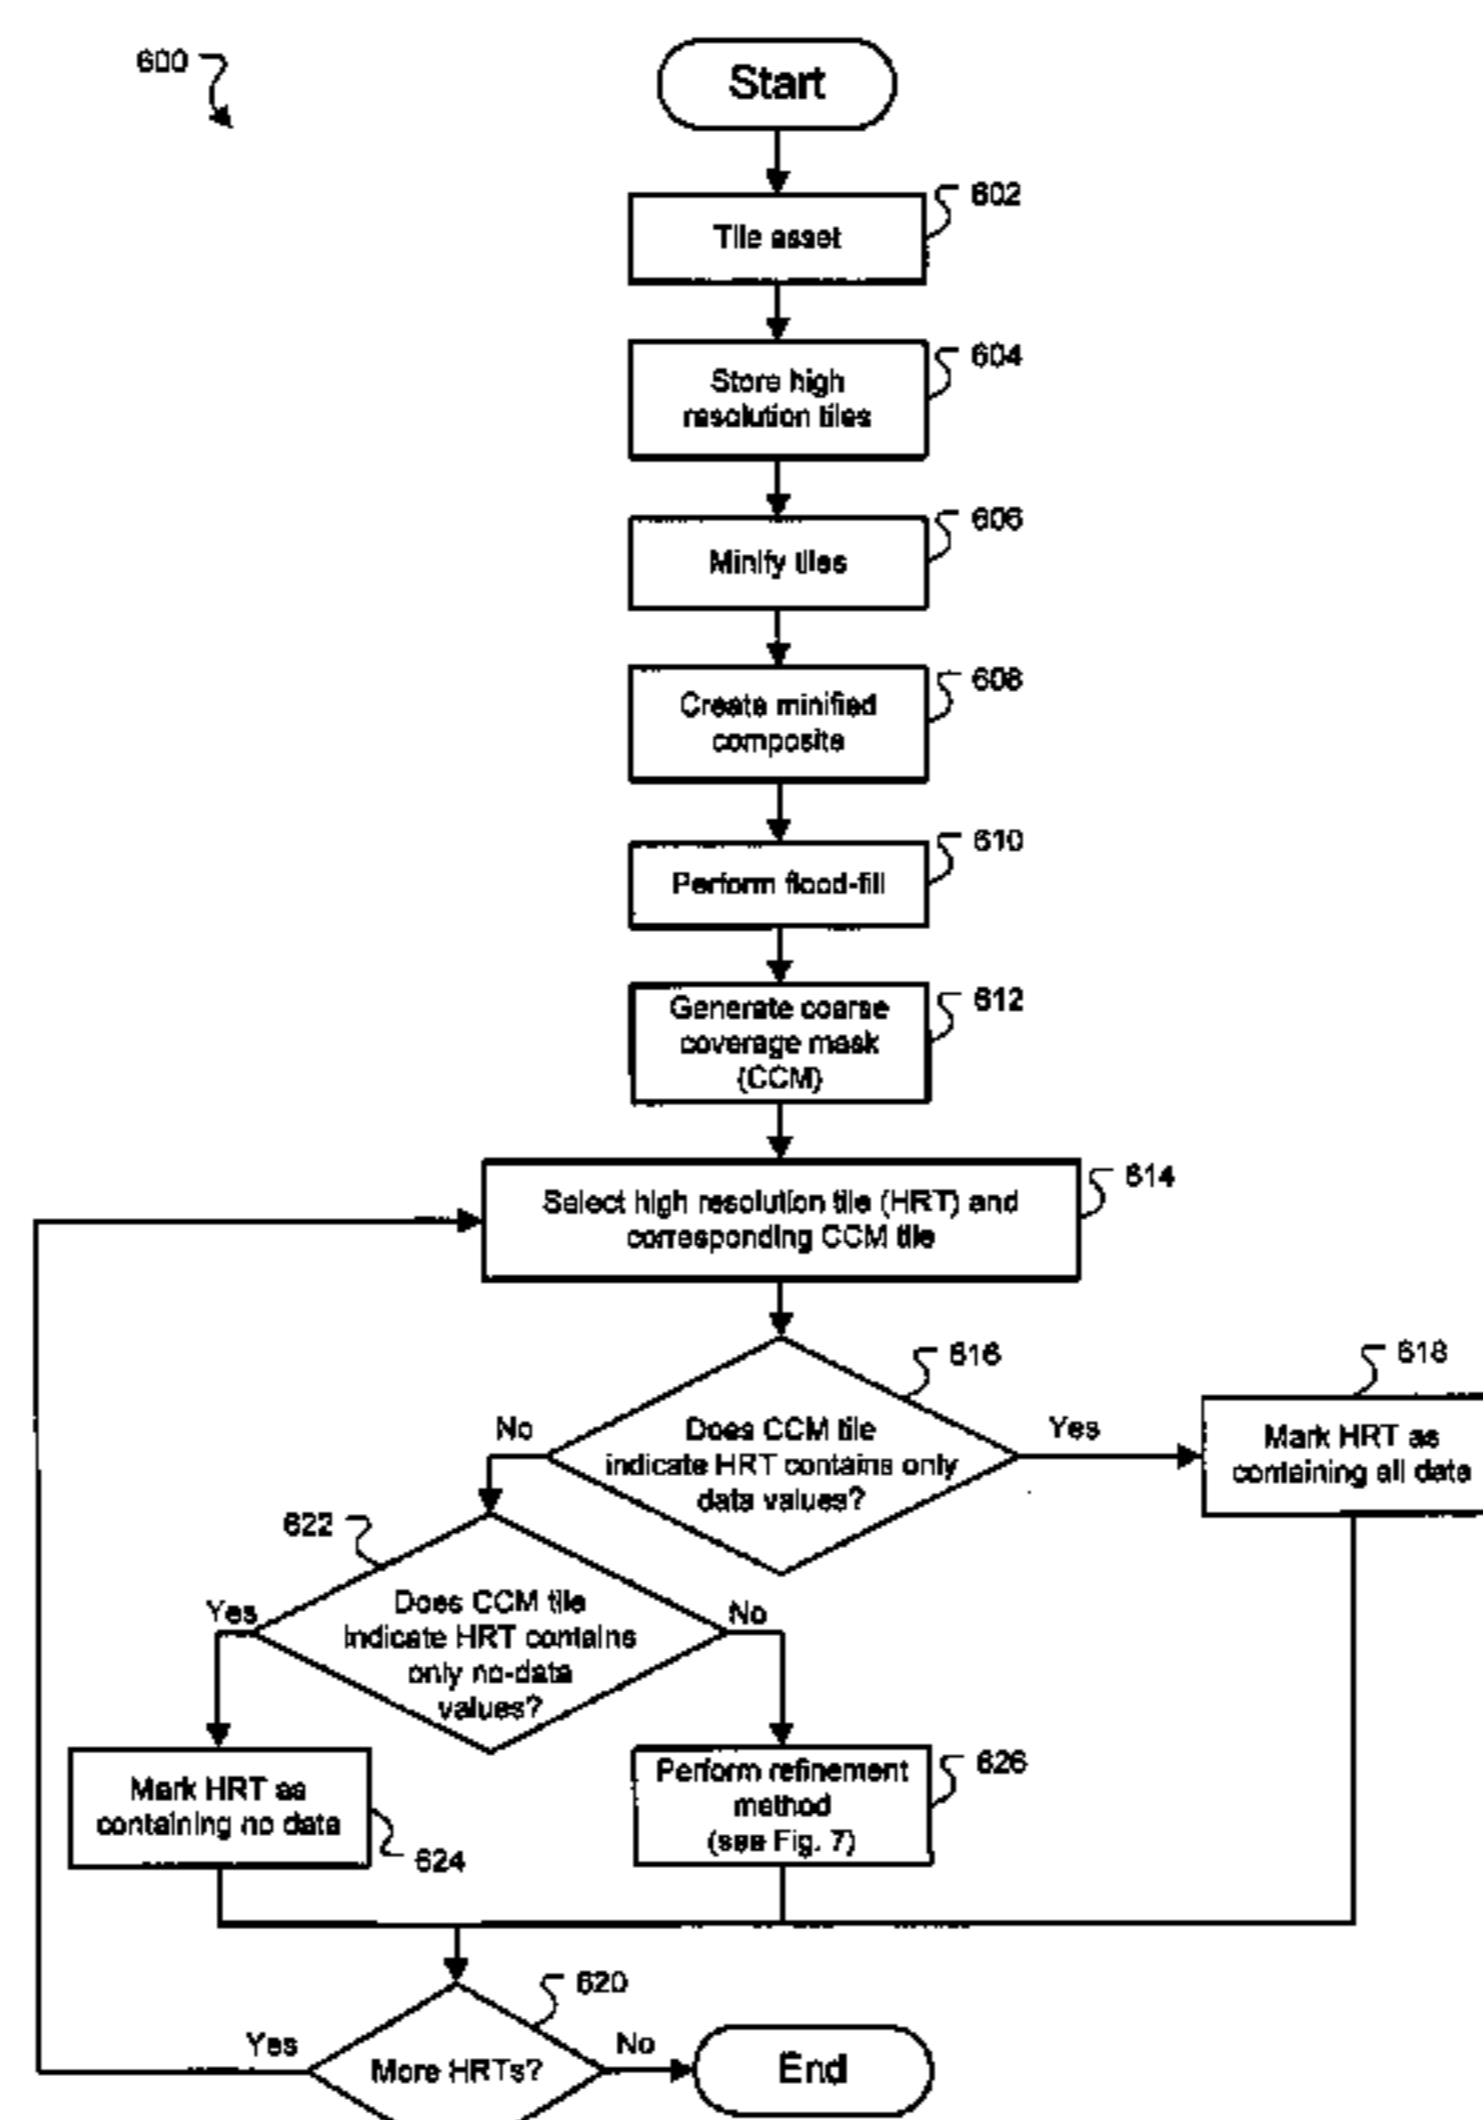 600
Start
602
Tile asset
604
Store high
resolution tiles
606
Minify tiles
608
Create minified
composite
610
Perform flood-fill
612
Generate coarse
coverage mask
(CCM)
614
Select high resolution tile (HRT) and
corresponding CCM tile
616
Does CCM tile
indicate HRT contains only
data values?
No
Yes
618
Mark HRT as
containing all data
622
Does CCM tile
indicate HRT contains
only no-data
values?
Yes
No
Mark HRT as
containing no data
624
626
Perform refinement
method
(see Fig. 7)
620
More HRTs?
Yes
No
End